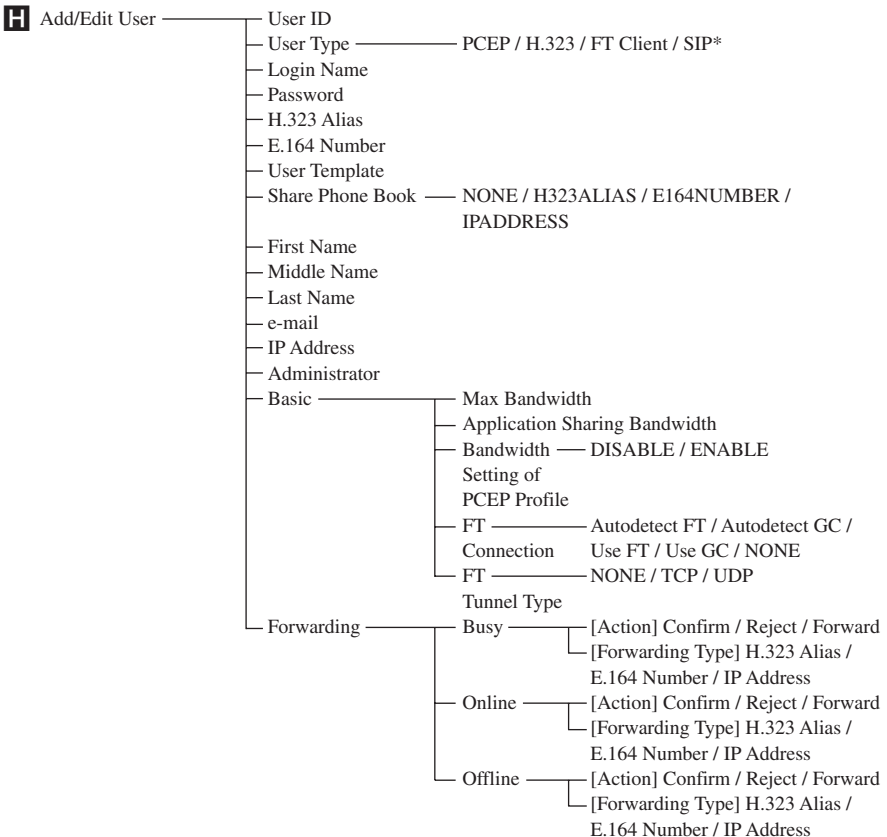 H Add/Edit User User ID
User Type PCEP / H.323 / FT Client / SIP*
Login Name
Password
H.323 Alias
E.164 Number
User Template
Share Phone Book NONE / H323ALIAS / E164NUMBER /
IPADDRESS
First Name
Middle Name
Last Name
e-mail
IP Address
Administrator
Basic Max Bandwidth
Application Sharing Bandwidth
Bandwidth DISABLE / ENABLE
Setting of
PCEP Profile
FT Autodetect FT / Autodetect GC /
Connection Use FT / Use GC / NONE
FT NONE / TCP / UDP
Tunnel Type
Forwarding Busy [Action] Confirm / Reject / Forward
[Forwarding Type] H.323 Alias /
E.164 Number / IP Address
Online [Action] Confirm / Reject / Forward
[Forwarding Type] H.323 Alias /
E.164 Number / IP Address
Offline [Action] Confirm / Reject / Forward
[Forwarding Type] H.323 Alias /
E.164 Number / IP Address